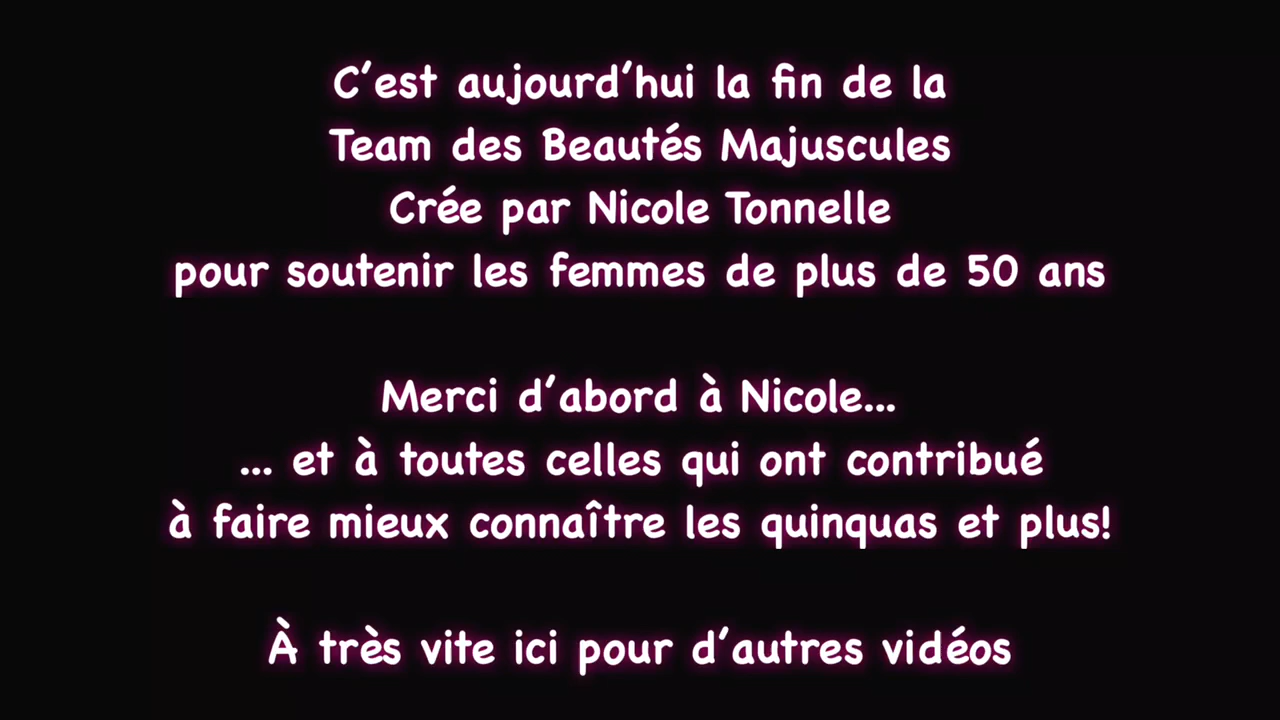 C’est aujourd’hui la fin de la
Team des Beautés Majuscules
Crée par Nicole Tonnelle
pour soutenir les femmes de plus de 50 ans
Merci d’abord à Nicole...
... et à toutes celles qui ont contribué
à faire mieux connaître les quinquas et plus!
À très vite ici pour d’autres vidéos